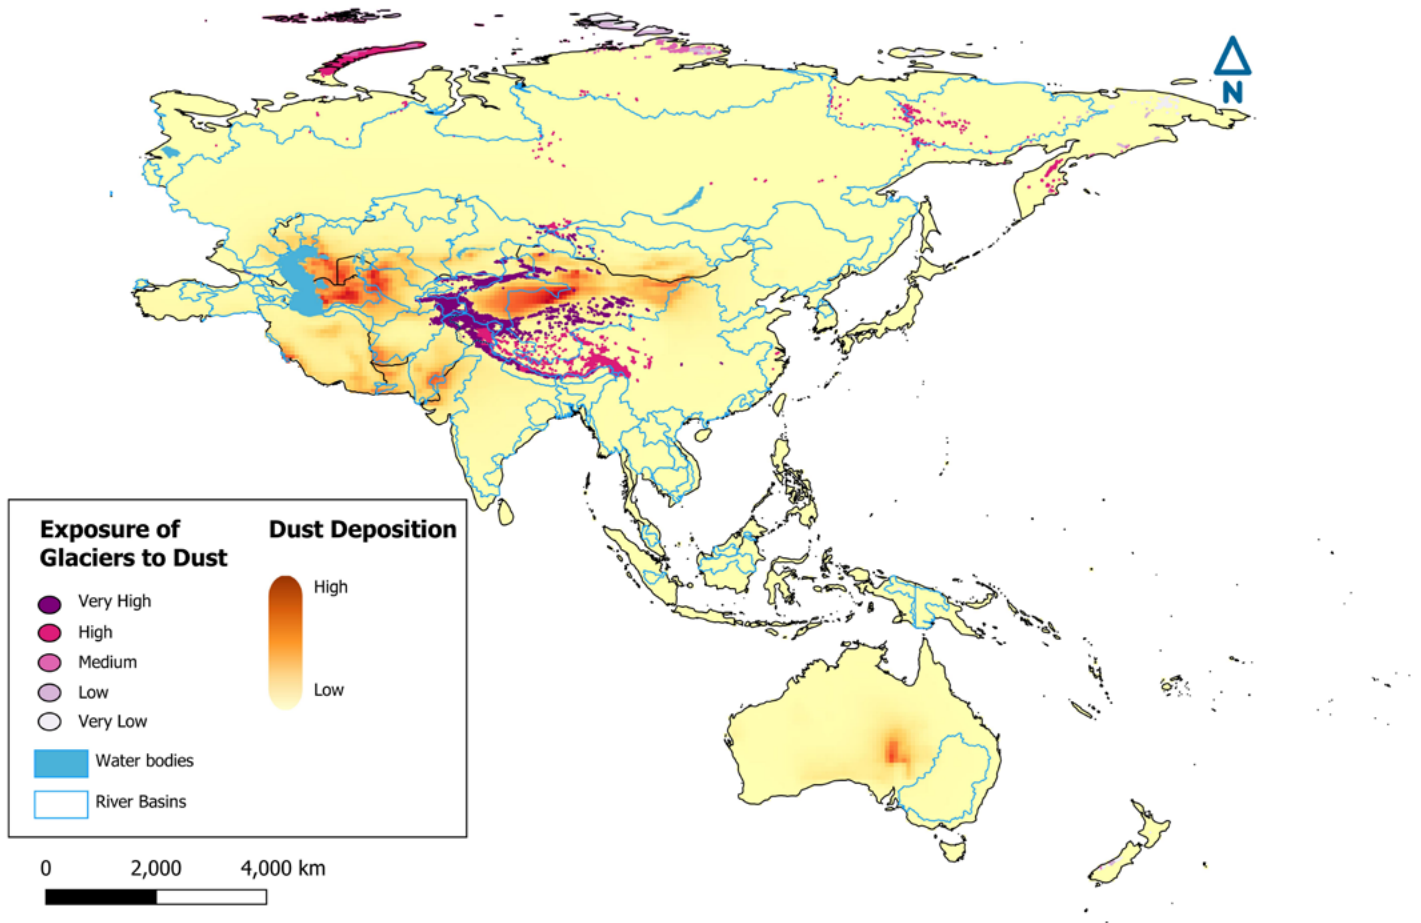 N
Exposure of
Glaciers to Dust
Very High
High
Medium
Low
Very Low
Water bodies
River Basins
Dust Deposition
High
Low
0 2,000 4,000 km